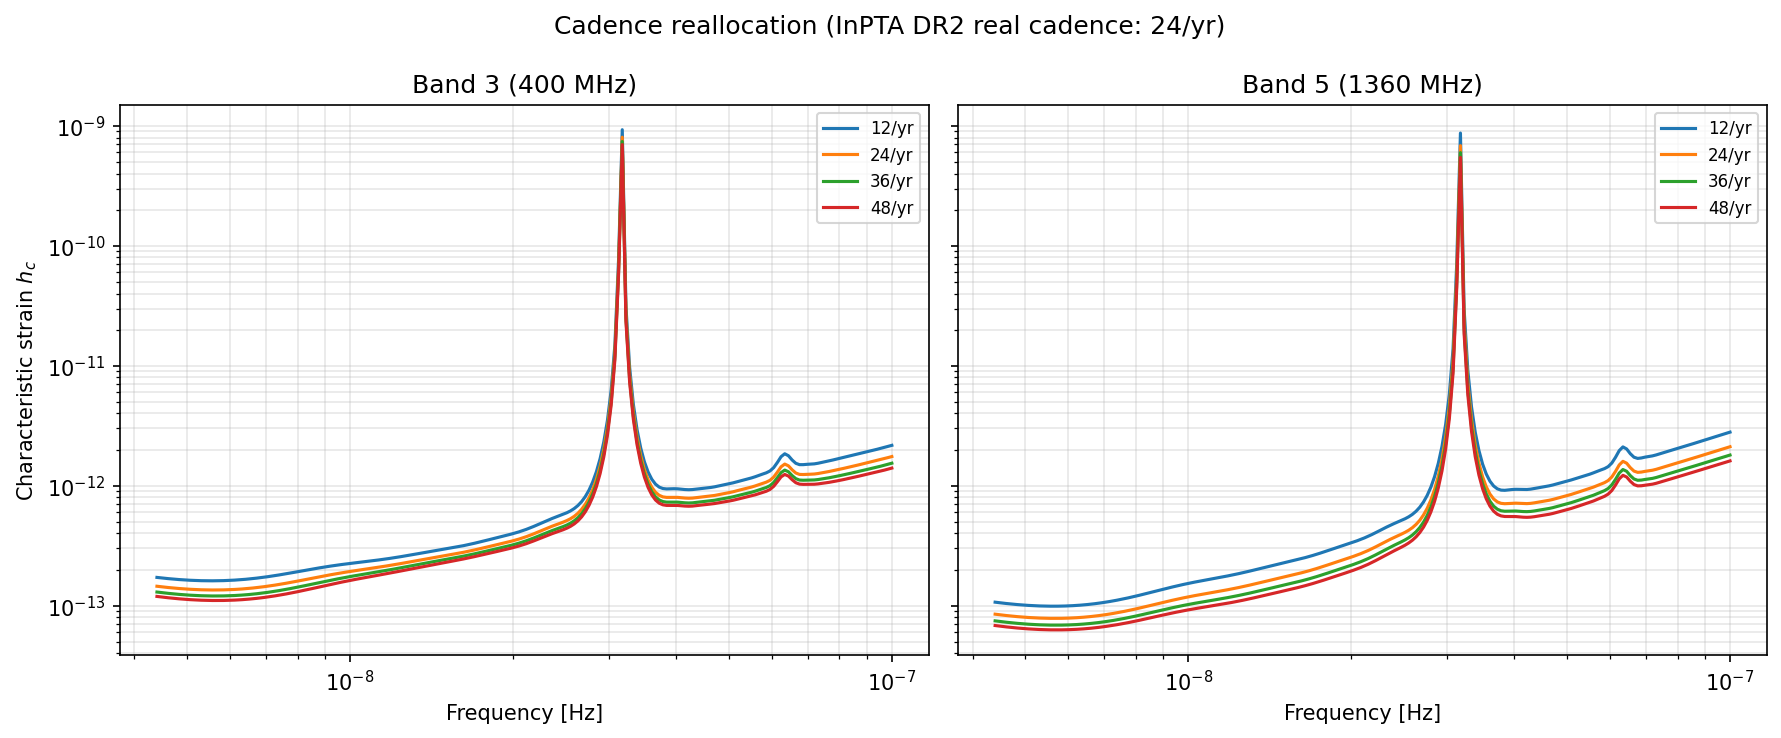 Cadence reallocation (InPTA DR2 real cadence: 24/yr)
Band 3 (400 MHz)
Band 5 (1360 MHz)
12/yr
24/yr
36/yr
48/yr
12/yr
24/yr
36/yr
48/yr
Characteristic strain $h_c$
10⁻⁹
10⁻¹⁰
10⁻¹¹
10⁻¹²
10⁻¹³
10⁻⁸
10⁻⁷
10⁻⁸
10⁻⁷
Frequency [Hz]
Frequency [Hz]